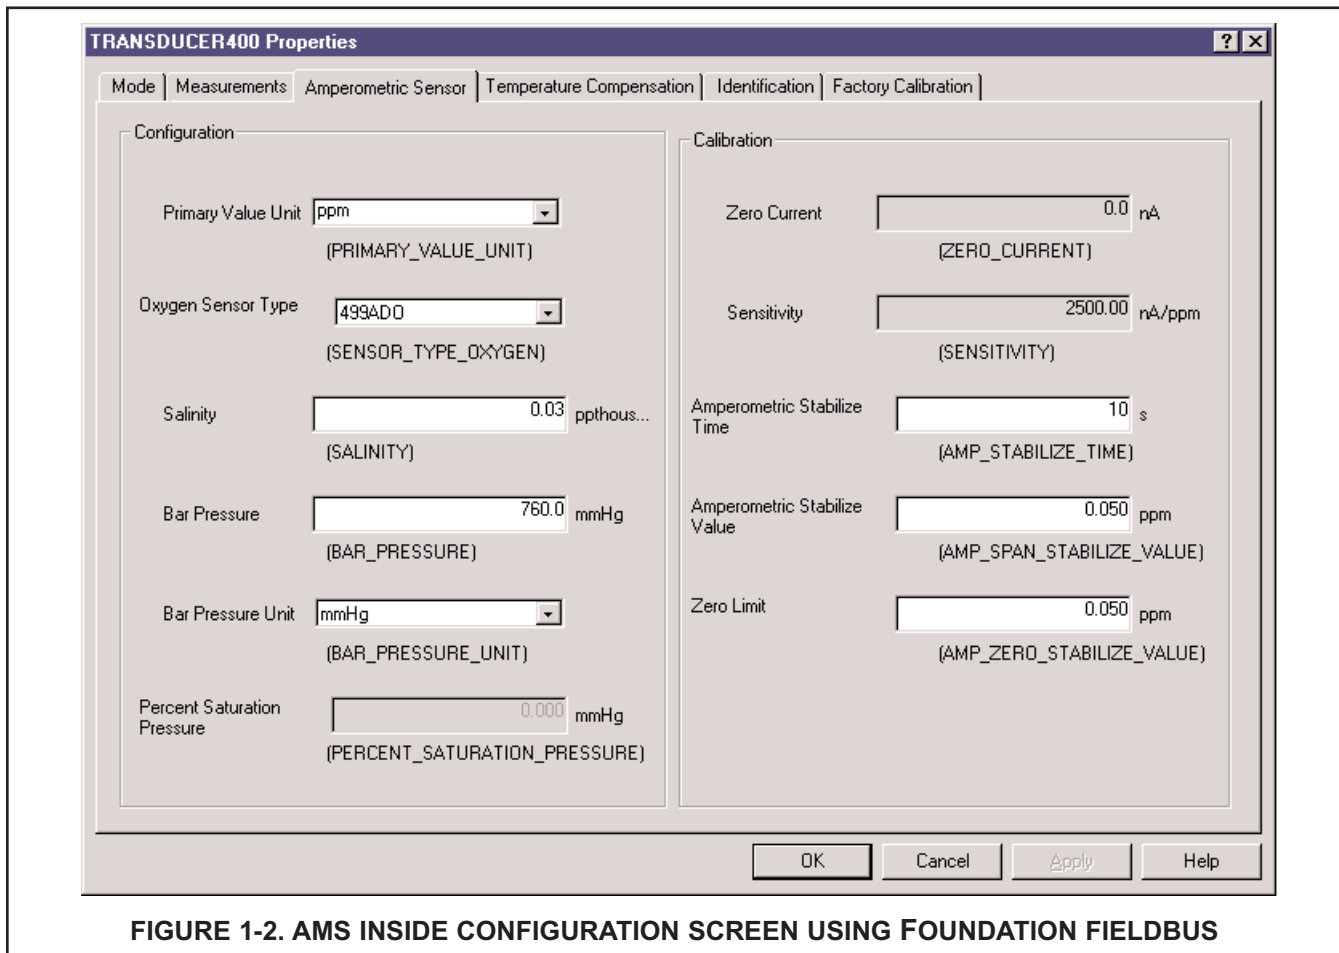 TRANSDUCER400 Properties
Mode Measurements Amperometric Sensor Temperature Compensation Identification Factory Calibration
Configuration
Primary Value Unit ppm
(PRIMARY_VALUE_UNIT)
Oxygen Sensor Type 499ADO
(SENSOR_TYPE_OXYGEN)
Salinity 0.03 ppthous...
(SALINITY)
Bar Pressure 760.0 mmHg
(BAR_PRESSURE)
Bar Pressure Unit mmHg
(BAR_PRESSURE_UNIT)
Percent Saturation
Pressure
0.000 mmHg
(PERCENT_SATURATION_PRESSURE)
Calibration
Zero Current 0.0 nA
(ZERO_CURRENT)
Sensitivity 2500.00 nA/ppm
(SENSITIVITY)
Amperometric Stabilize
Time
10 s
(AMP_STABILIZE_TIME)
Amperometric Stabilize
Value
0.050 ppm
(AMP_SPAN_STABILIZE_VALUE)
Zero Limit 0.050 ppm
(AMP_ZERO_STABILIZE_VALUE)
OK Cancel Apply Help
FIGURE 1-2. AMS INSIDE CONFIGURATION SCREEN USING FOUNDATION FIELDBUS